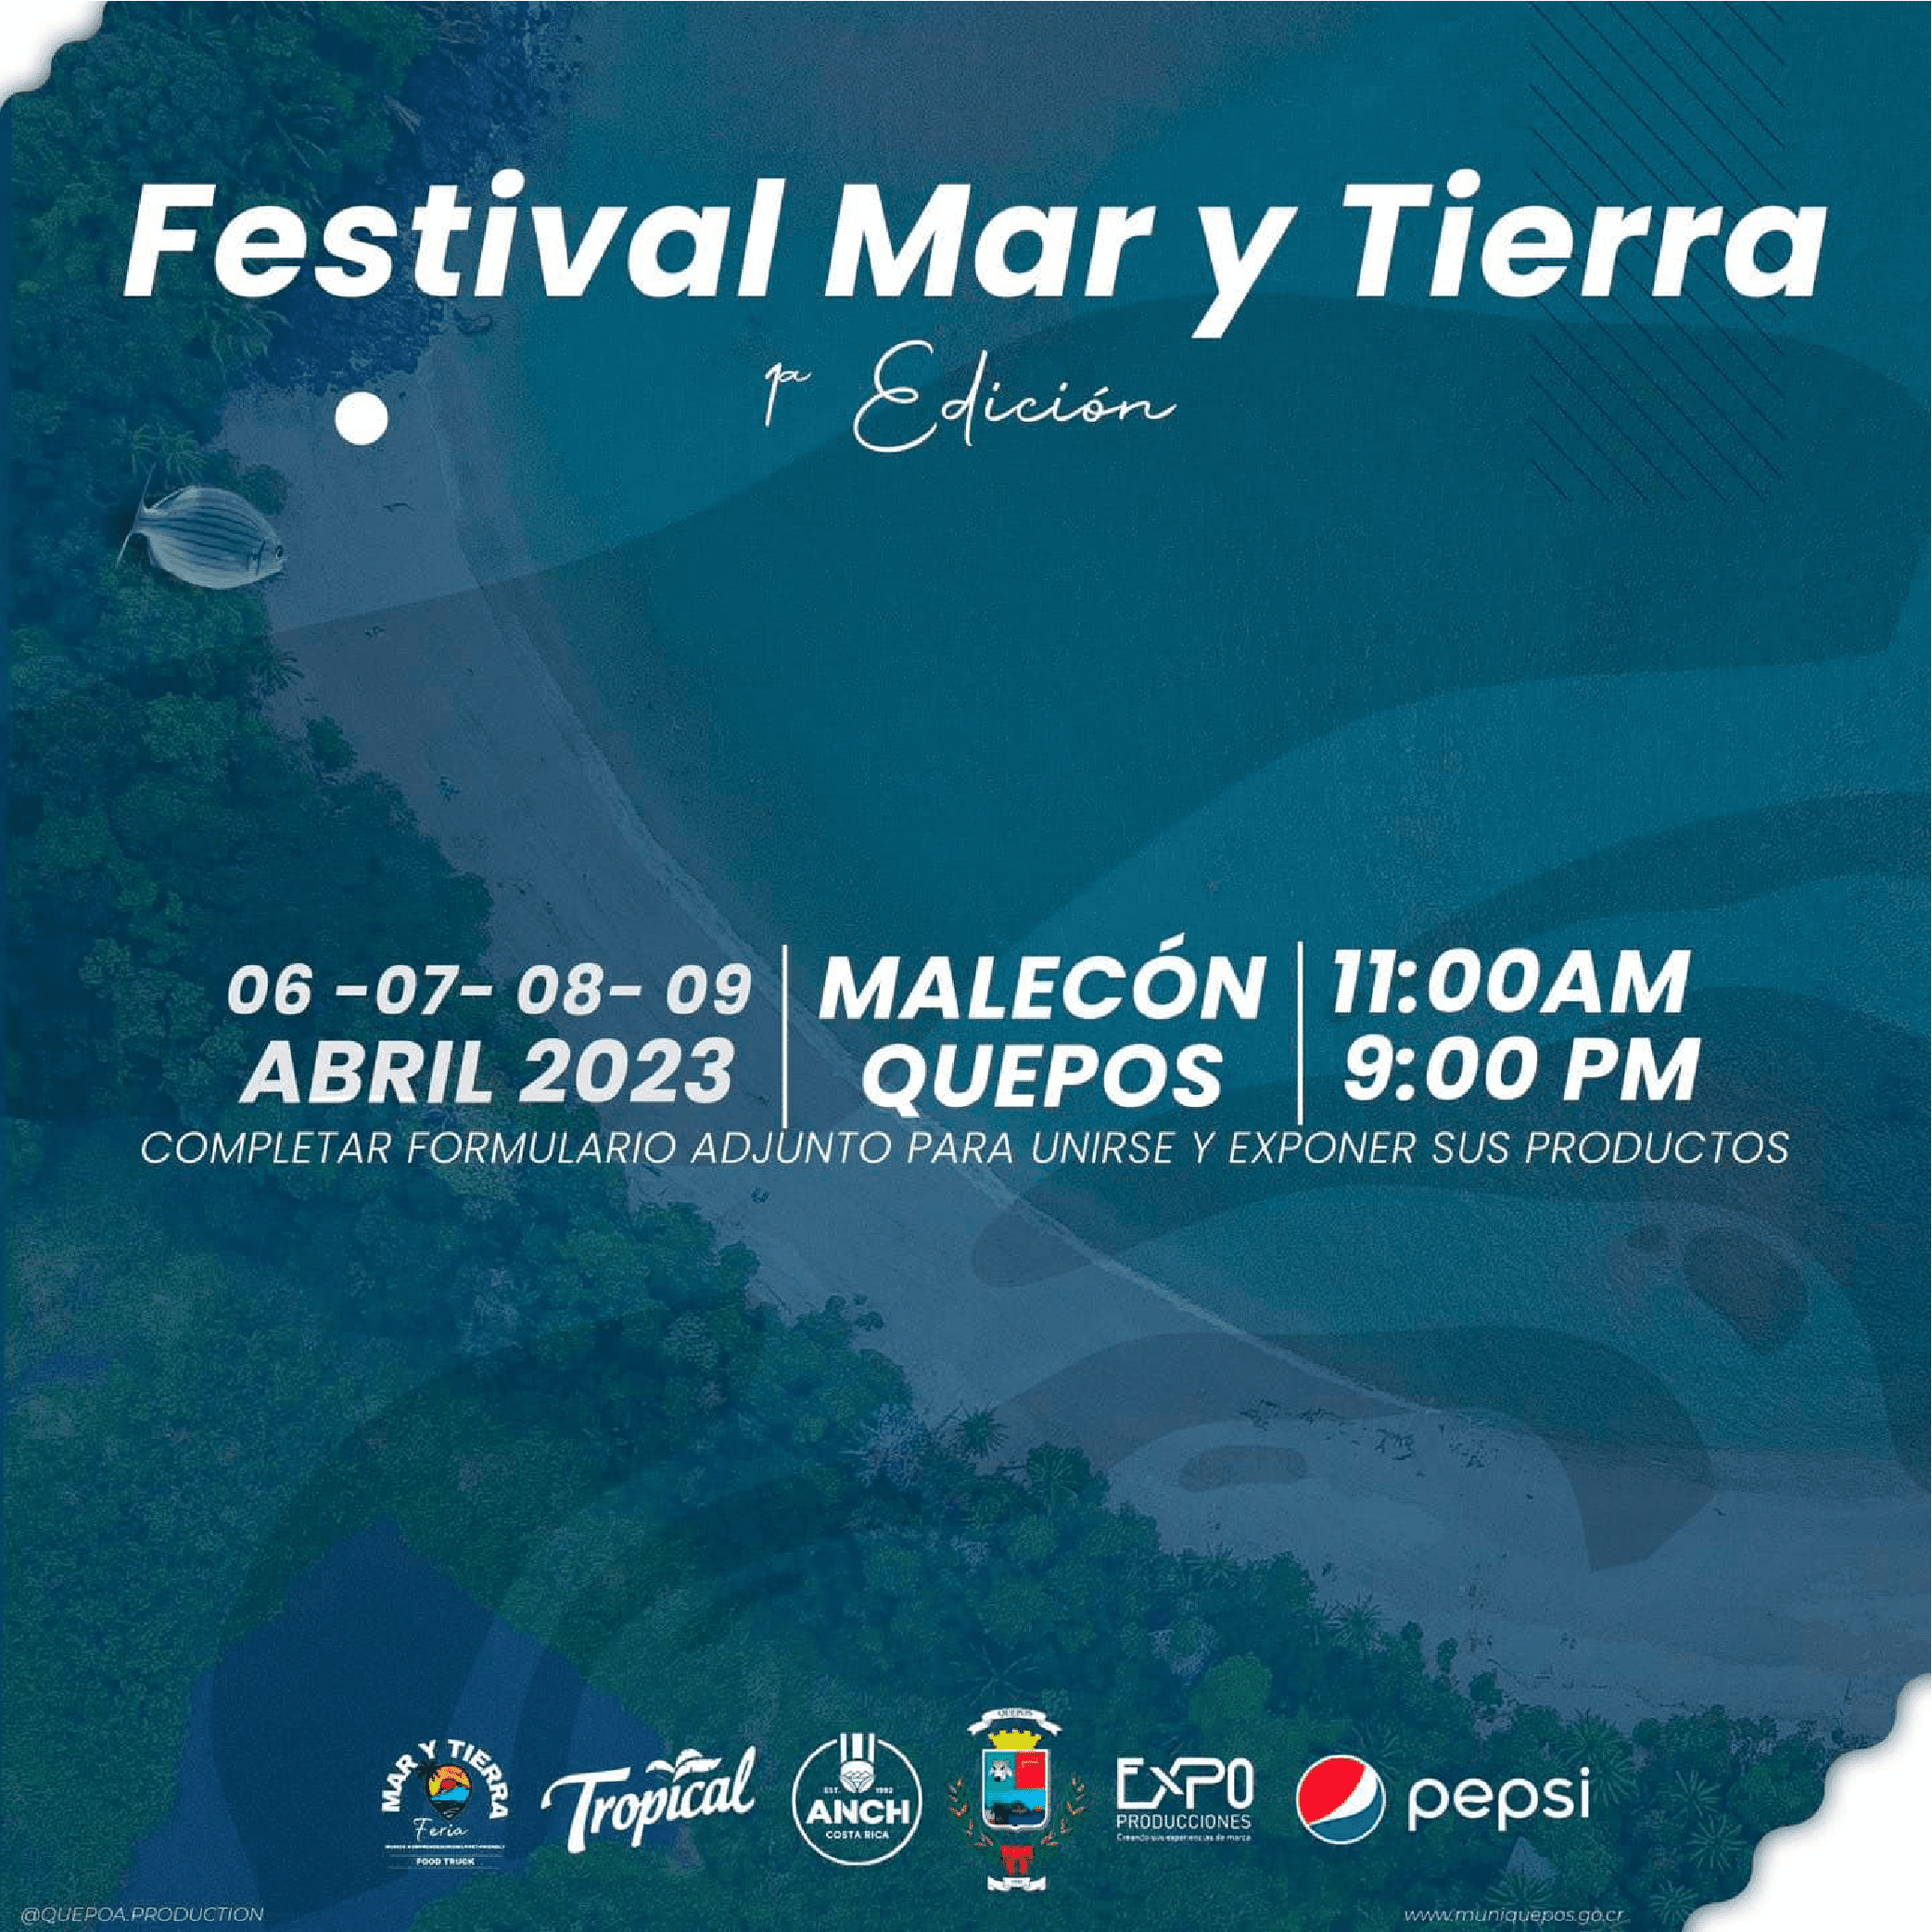 Festival Mar y Tierra
1ª Edición
06 -07- 08- 09
ABRIL 2023
MALECÓN
QUEPOS
11:00AM
9:00 PM
COMPLETAR FORMULARIO ADJUNTO PARA UNIRSE Y EXPONER SUS PRODUCTOS
MAR Y TIERRA
Feria
FOOD TRUCK
Tropical
EST. 1992
ANCH
COSTA RICA
QUEPOS
EXPO
PRODUCCIONES
Creando sus experiencias de marca
pepsi
@QUEPOA.PRODUCTION
www.muniquepos.go.cr